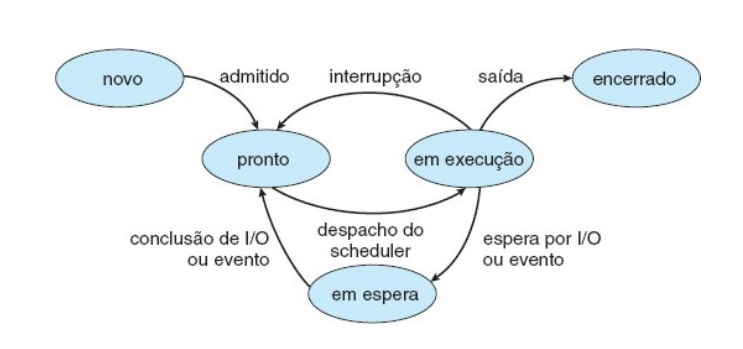 novo
admitido
interrupção
saída
encerrado
pronto
em execução
conclusão de I/O
ou evento
despacho do
scheduler
espera por I/O
ou evento
em espera